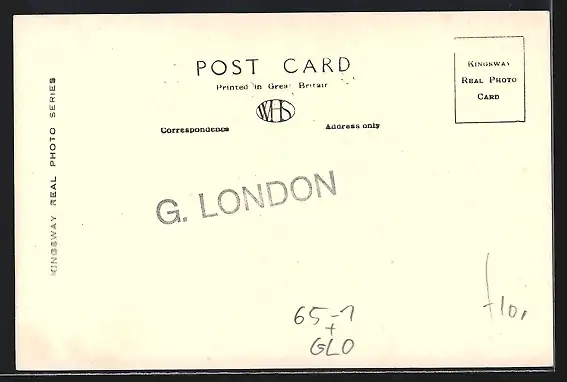 POST CARD
Printed in Great Britain
WHS
Correspondence
Address only
KINGSWAY
REAL PHOTO
CARD
KINGSWAY REAL PHOTO SERIES
G. LONDON
65-1
+
GLO
f10,